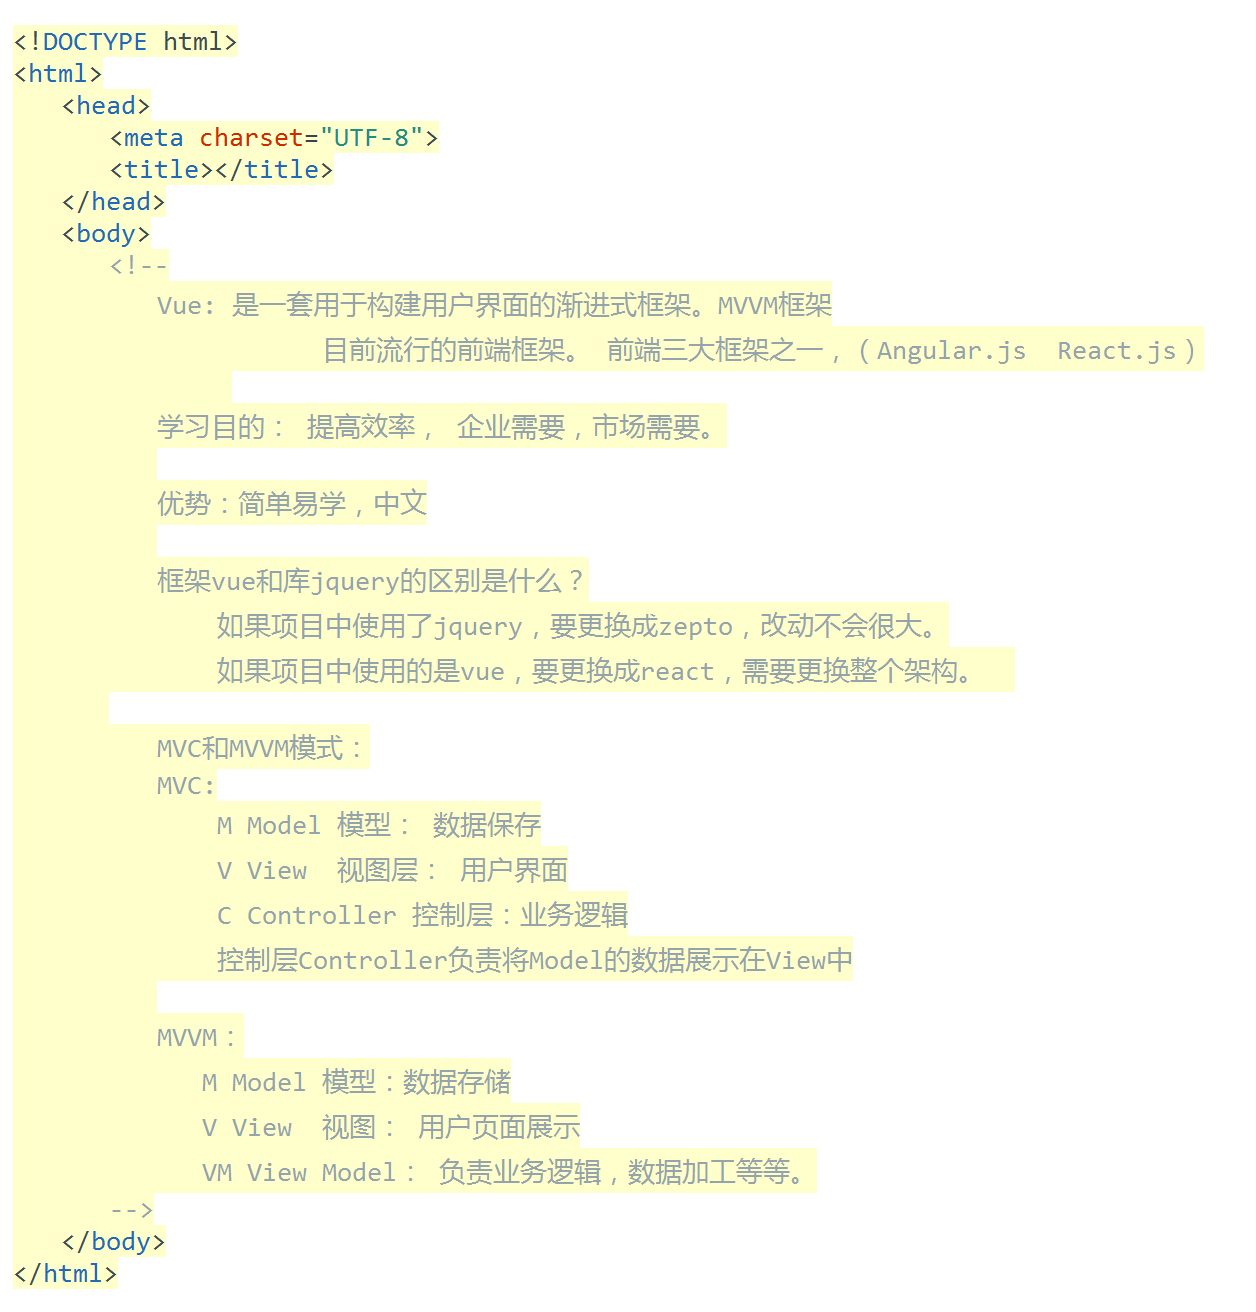 <!DOCTYPE html>
<html>
<head>
<meta charset="UTF-8">
<title></title>
</head>
<body>
<!--
Vue: 是一套用于构建用户界面的渐进式框架。MVVM框架
目前流行的前端框架。 前端三大框架之一，（Angular.js  React.js）
学习目的： 提高效率， 企业需要，市场需要。
优势：简单易学，中文
框架vue和库jquery的区别是什么？
如果项目中使用了jquery，要更换成zepto，改动不会很大。
如果项目中使用的是vue，要更换成react，需要更换整个架构。
MVC和MVVM模式：
MVC:
M Model 模型： 数据保存
V View  视图层： 用户界面
C Controller 控制层：业务逻辑
控制层Controller负责将Model的数据展示在View中
MVVM：
M Model 模型：数据存储
V View  视图： 用户页面展示
VM View Model： 负责业务逻辑，数据加工等等。
-->
</body>
</html>